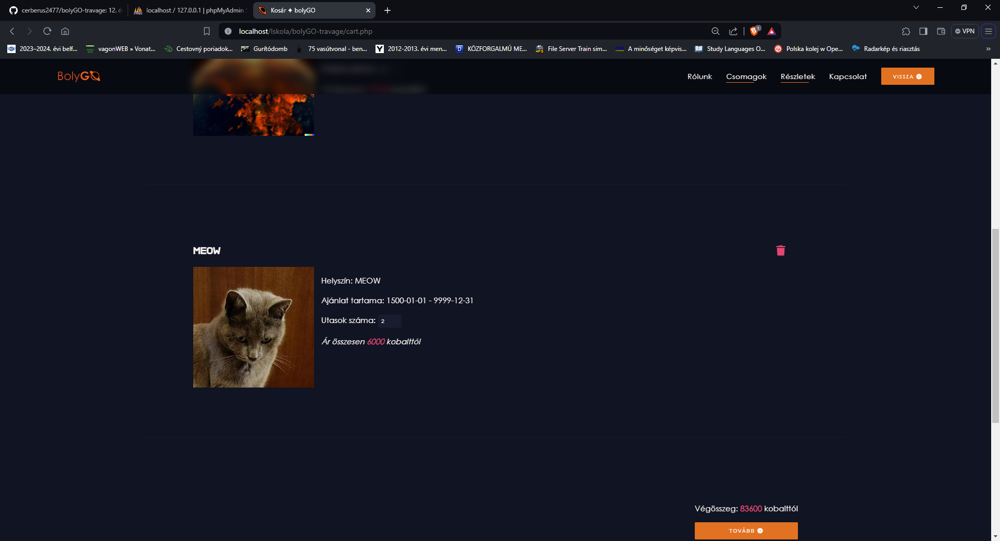 cerberus2477/bolyGO-travage: 12. é
localhost / 127.0.0.1 | phpMyAdmin
Kosár ✦ bolyGO
localhost/Iskola/bolyGO-travage/cart.php
1
VPN
2023–2024. évi belf...
vagonWEB » Vonat...
Cestovný poriadok...
Gurítódomb
75 vasútvonal - ben...
2012-2013. évi men...
KÖZFORGALMÚ ME...
File Server Train sim...
A minőséget képvis...
Study Languages O...
Polska kolej w Ope...
Radarkép és riasztás
»
BolyGO
Rólunk
Csomagok
Részletek
Kapcsolat
VISSZA
MEOW
Helyszín: MEOW
Ajánlat tartama: 1500-01-01 - 9999-12-31
Utasok száma: 2
Ár összesen 6000 kobalttól
Végösszeg: 83600 kobalttól
TOVÁBB